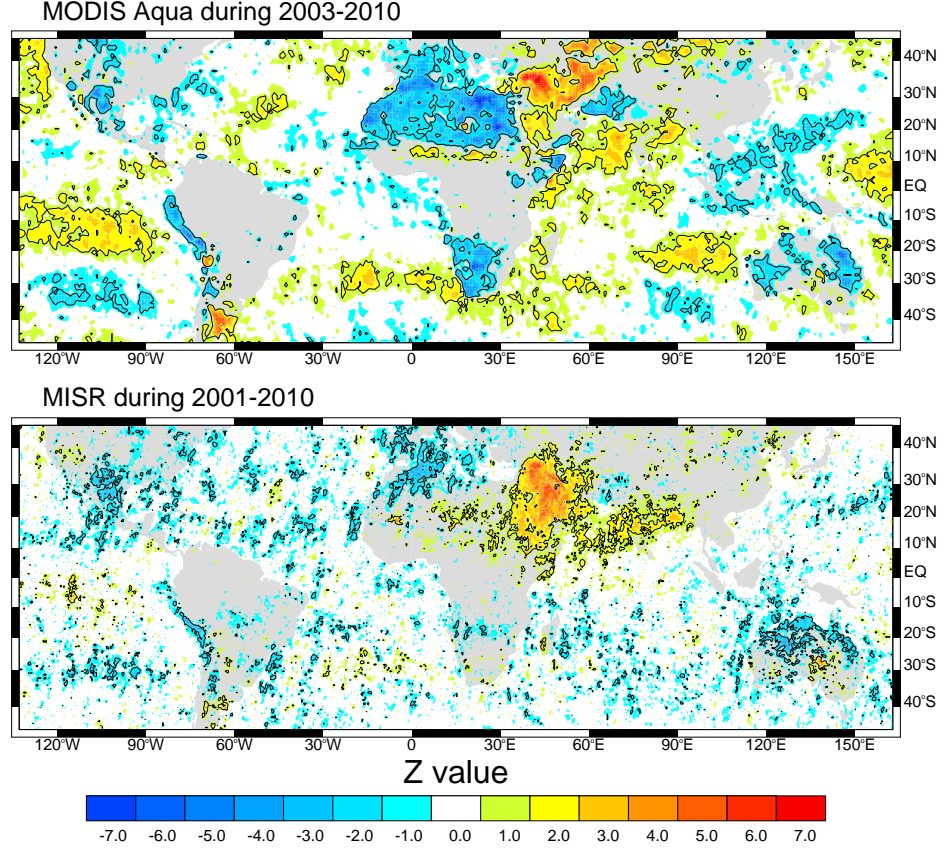 MODIS Aqua during 2003-2010
40°N
30°N
20°N
10°N
EQ
10°S
20°S
30°S
40°S
120°W 90°W 60°W 30°W 0 30°E 60°E 90°E 120°E 150°E
MISR during 2001-2010
40°N
30°N
20°N
10°N
EQ
10°S
20°S
30°S
40°S
120°W 90°W 60°W 30°W 0 30°E 60°E 90°E 120°E 150°E
Z value
-7.0 -6.0 -5.0 -4.0 -3.0 -2.0 -1.0 0.0 1.0 2.0 3.0 4.0 5.0 6.0 7.0